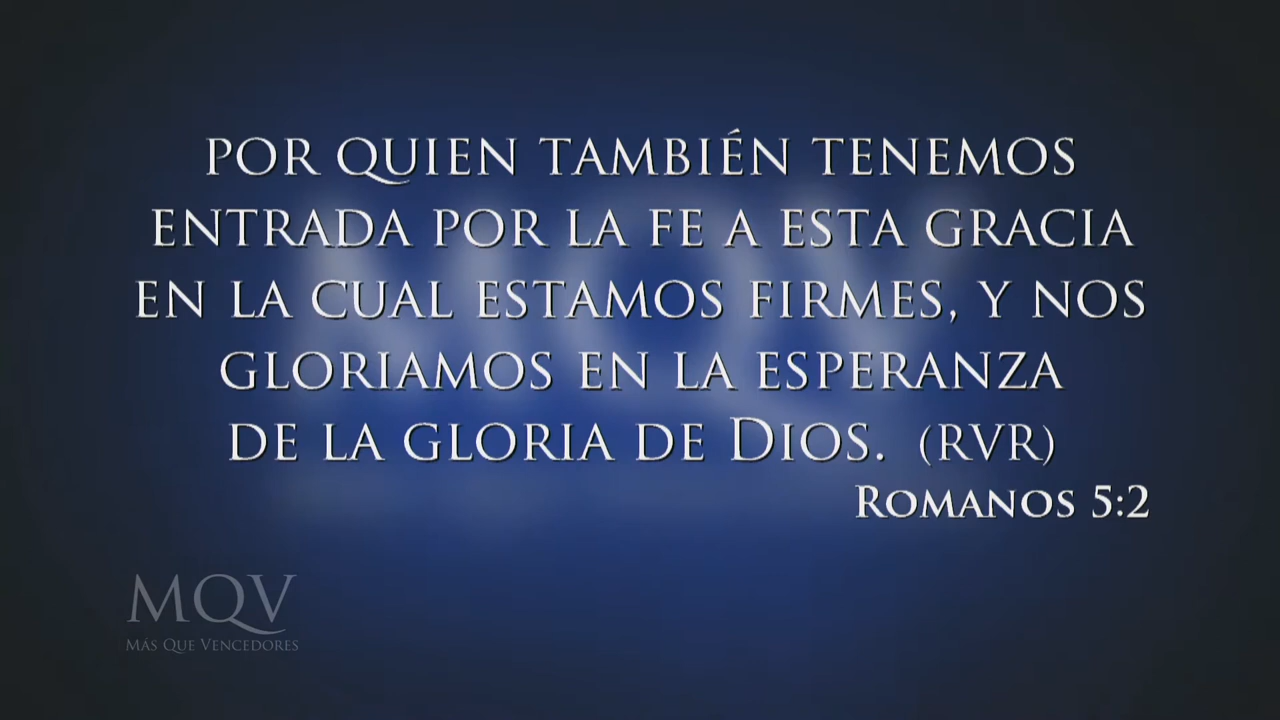 POR QUIEN TAMBIÉN TENEMOS
ENTRADA POR LA FE A ESTA GRACIA
EN LA CUAL ESTAMOS FIRMES, Y NOS
GLORIAMOS EN LA ESPERANZA
DE LA GLORIA DE DIOS. (RVR)
ROMANOS 5:2
MQV
MÁS QUE VENCEDORES